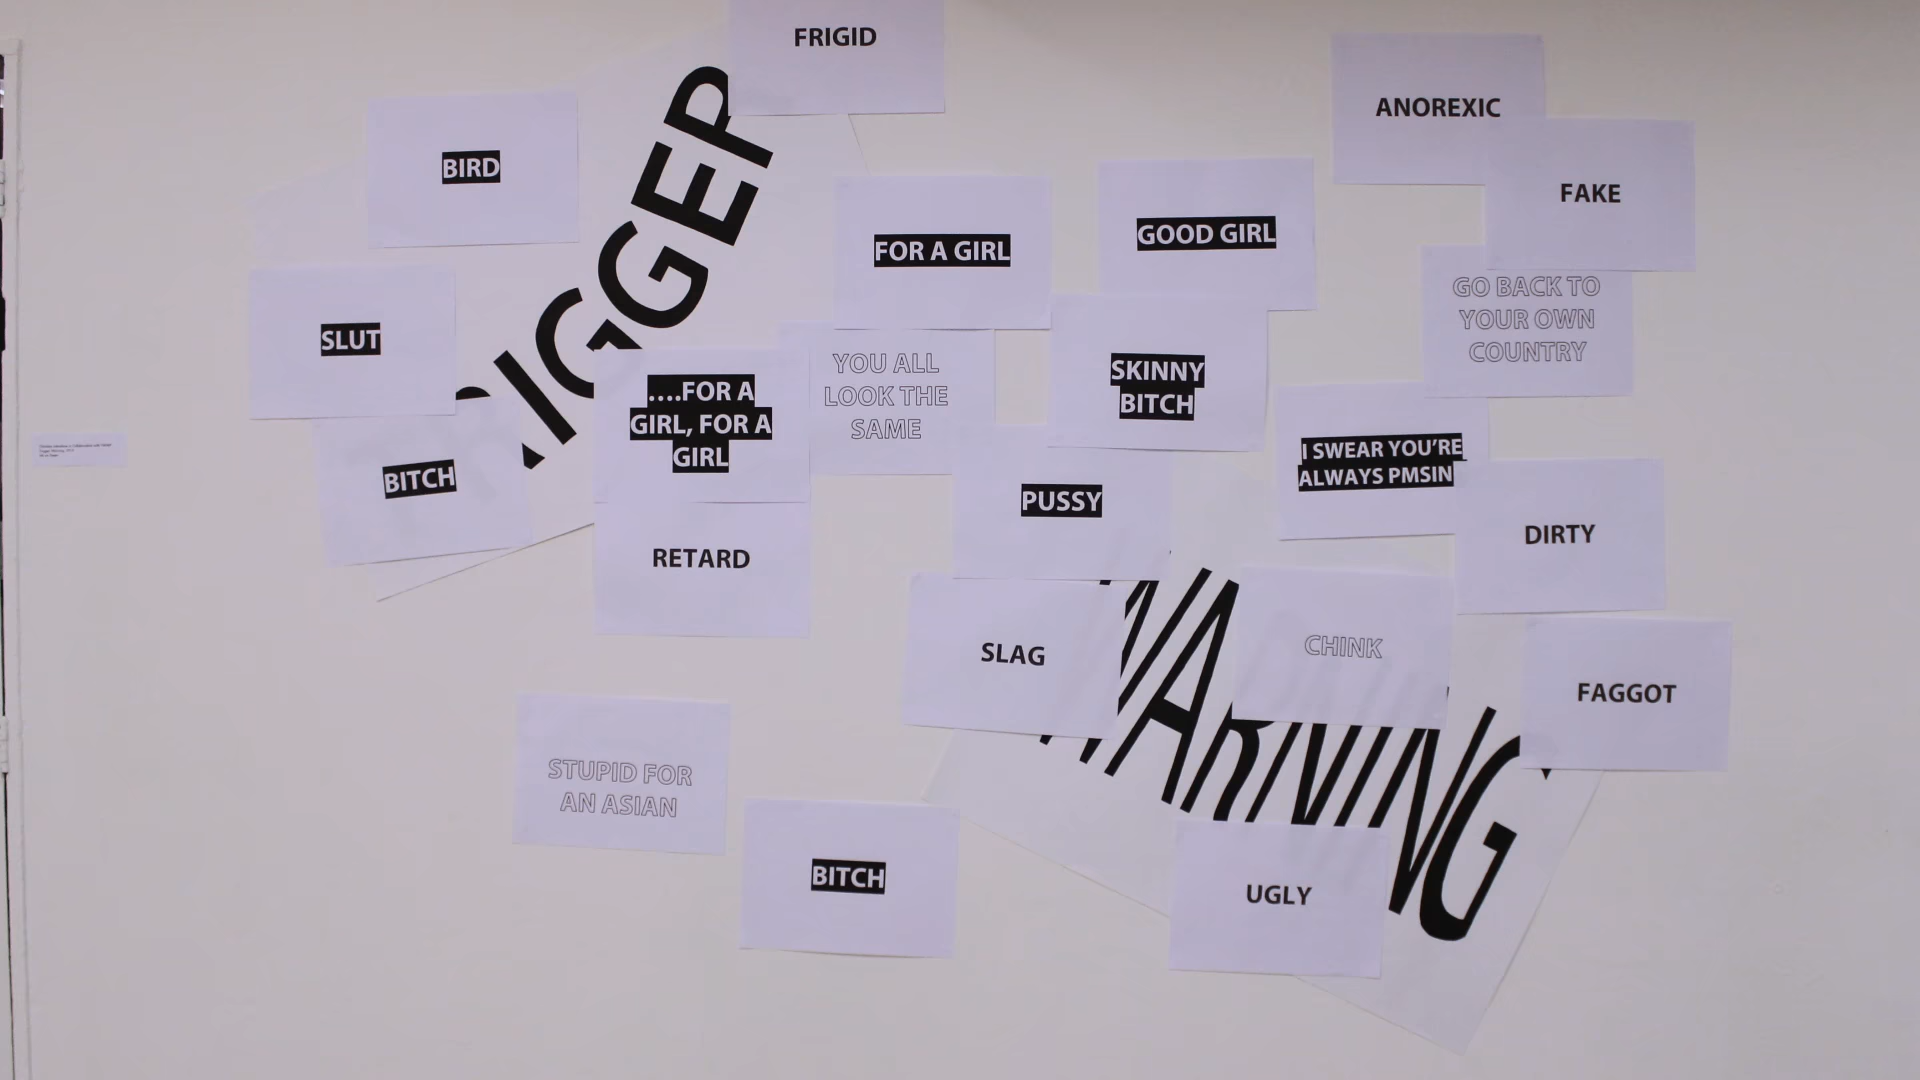 FRIGID
ANOREXIC
BIRD
TRIGGER
FAKE
GOOD GIRL
FOR A GIRL
GO BACK TO
YOUR OWN
COUNTRY
SLUT
YOU ALL
LOOK THE
SAME
SKINNY
BITCH
….FOR A
GIRL, FOR A
GIRL
I SWEAR YOU’RE
ALWAYS PMSIN
BITCH
PUSSY
DIRTY
RETARD
SLAG
CHINK
FAGGOT
WARNING
STUPID FOR
AN ASIAN
BITCH
UGLY